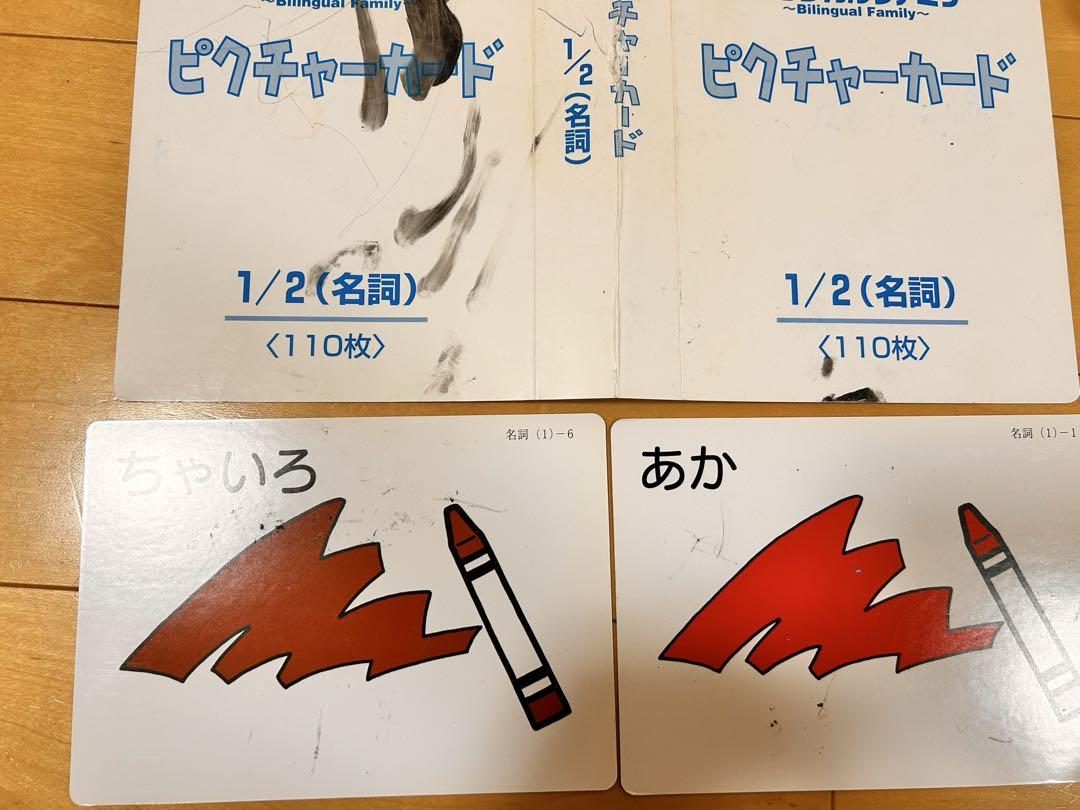 ~Bilingual Family~
ピクチャーカード
1/2(名詞)
〈110枚〉
チャーカード
1/2(名詞)
~Bilingual Family~
ピクチャーカード
1/2(名詞)
〈110枚〉
名詞(1)-6
ちゃいろ
名詞(1)-1
あか